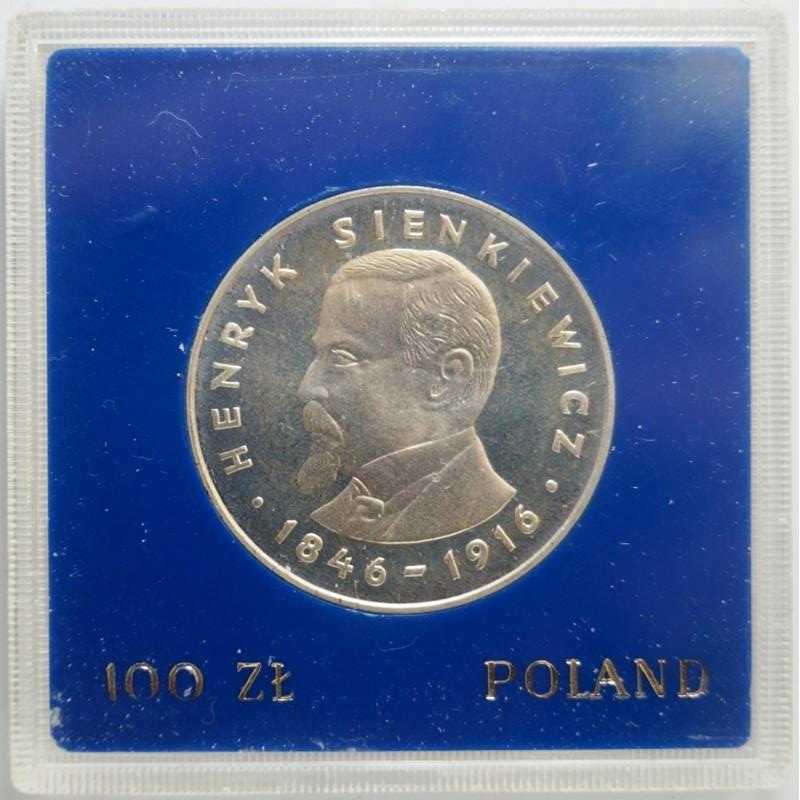 HENRYK SIENKIEWICZ
· 1846-1916 ·
100 ZŁ
POLAND